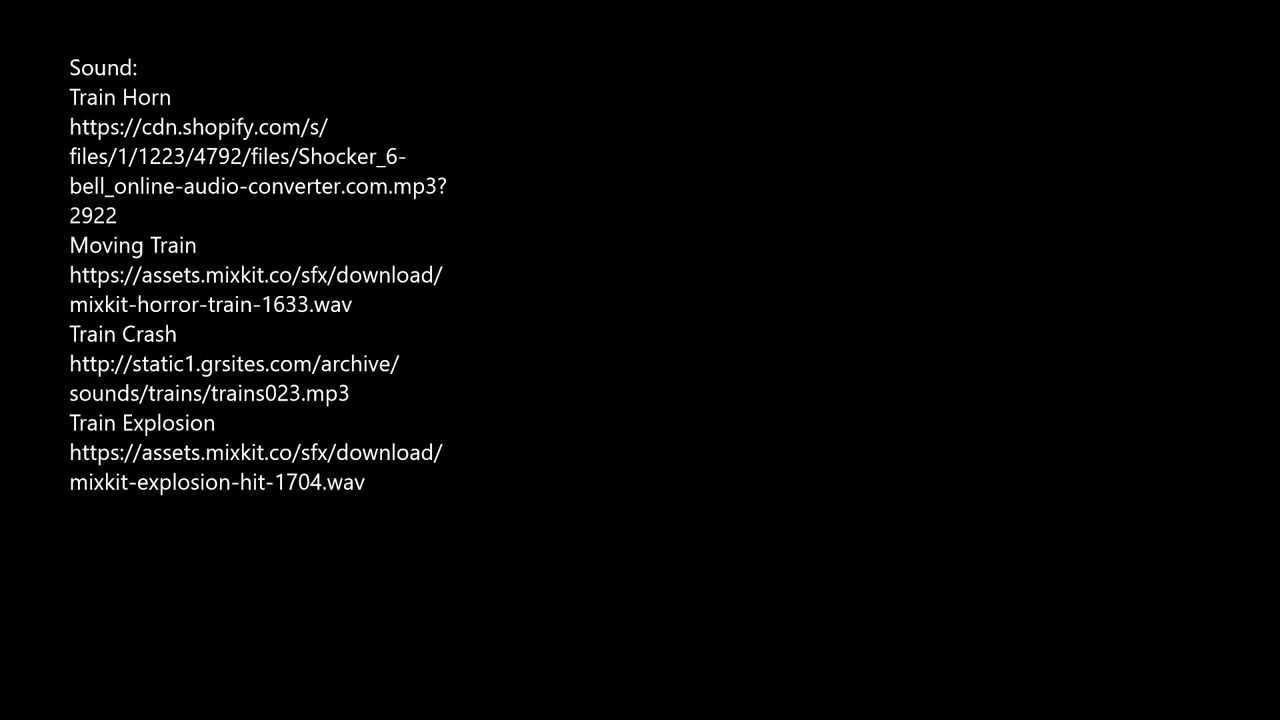 Sound:
Train Horn
https://cdn.shopify.com/s/
files/1/1223/4792/files/Shocker_6-
bell_online-audio-converter.com.mp3?
2922
Moving Train
https://assets.mixkit.co/sfx/download/
mixkit-horror-train-1633.wav
Train Crash
http://static1.grsites.com/archive/
sounds/trains/trains023.mp3
Train Explosion
https://assets.mixkit.co/sfx/download/
mixkit-explosion-hit-1704.wav